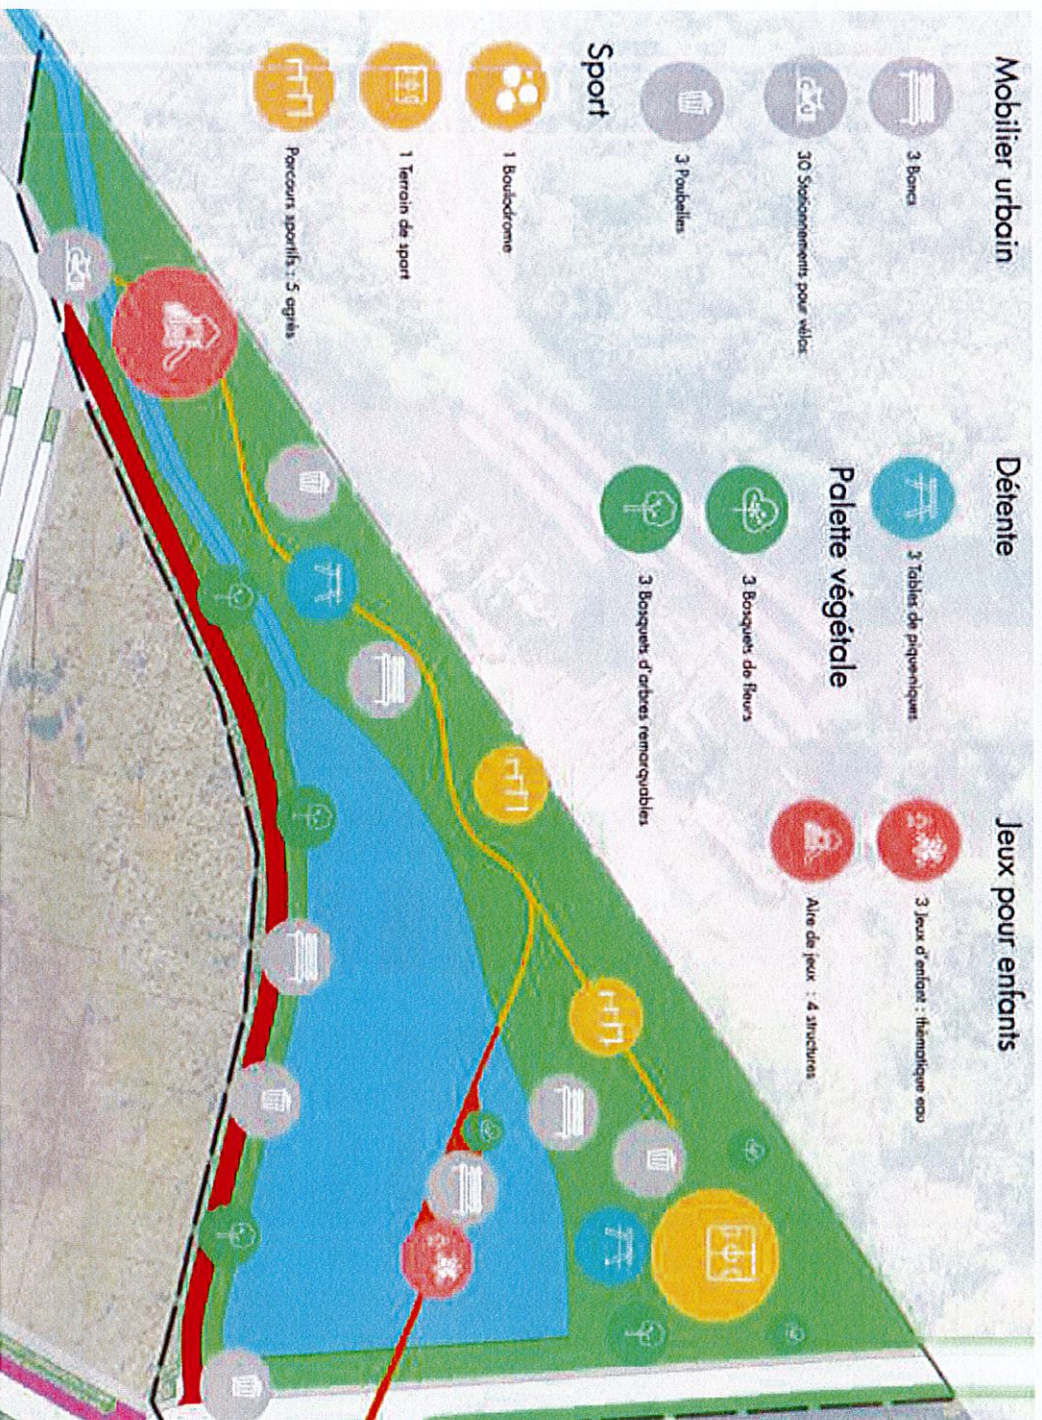 Mobilier urbain
3 Bancs
30 Stationnements pour vélos
3 Poubelles
Sport
1 Boulodrome
1 Terrain de sport
Parcours sportifs : 5 agrès
Détente
3 Tables de pique-niques
Palette végétale
3 Bosquets de fleurs
3 Bosquets d'arbres remarquables
Jeux pour enfants
3 Jeux d'enfant : thématique eau
Aire de jeux : 4 structures